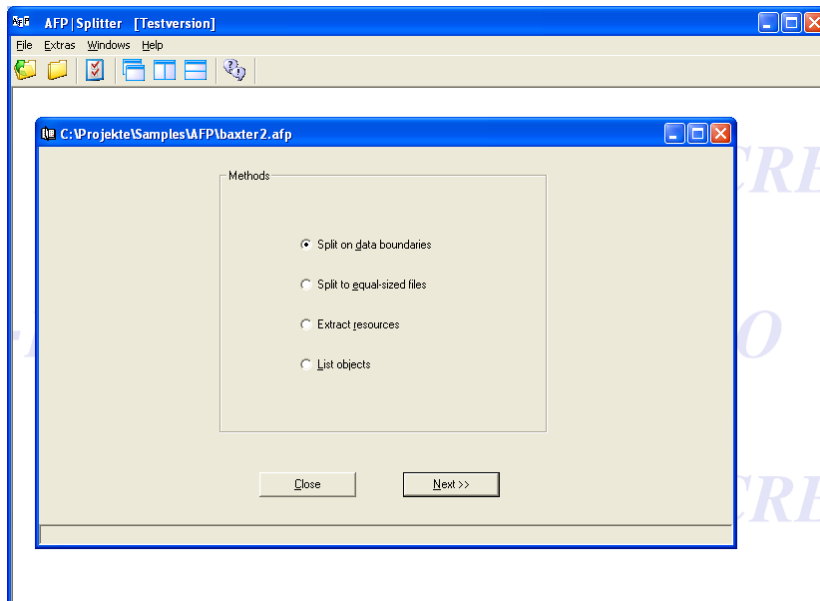 AFP|Splitter [Testversion]
File Extras Windows Help
C:\Projekte\Samples\AFP\baxter2.afp
Methods
Split on data boundaries
Split to equal-sized files
Extract resources
List objects
Close Next >>